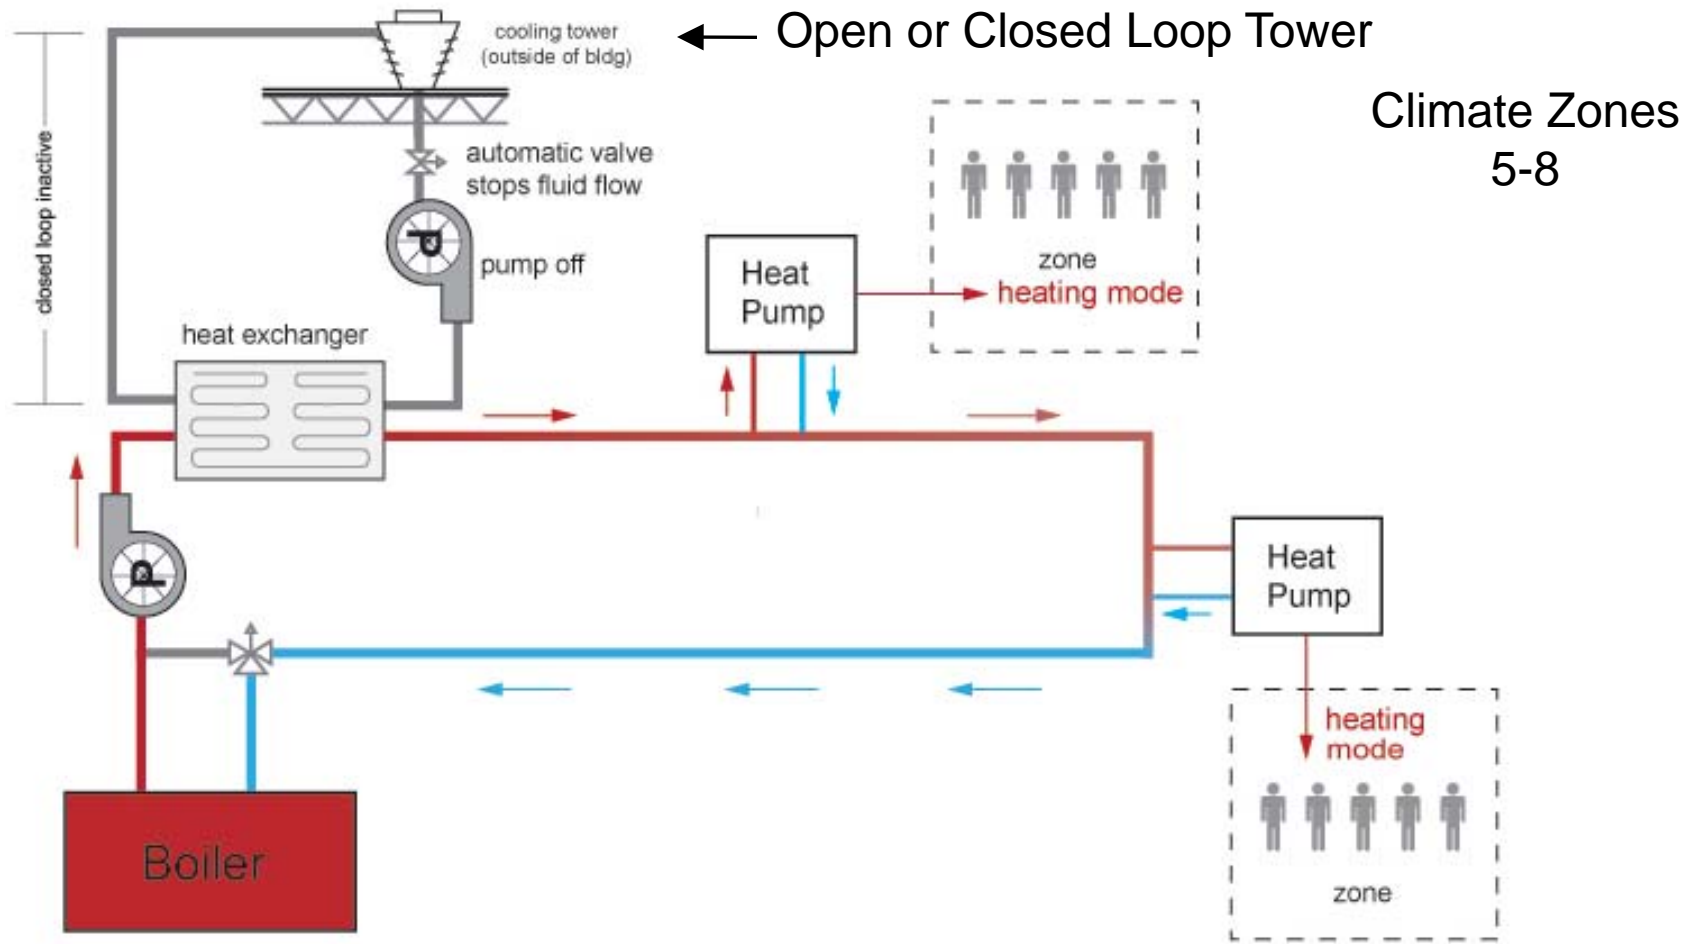 cooling tower
(outside of bldg)
Open or Closed Loop Tower
Climate Zones
5-8
closed loop inactive
automatic valve
stops fluid flow
P
pump off
heat exchanger
Heat
Pump
zone
heating mode
P
Heat
Pump
heating
mode
zone
Boiler